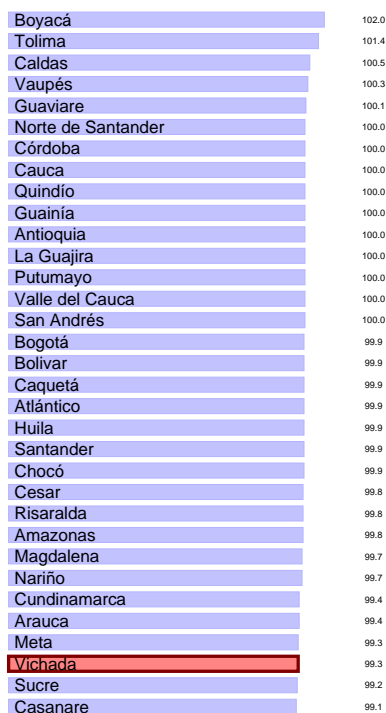 Boyacá 102.0
Tolima 101.4
Caldas 100.5
Vaupés 100.3
Guaviare 100.1
Norte de Santander 100.0
Córdoba 100.0
Cauca 100.0
Quindío 100.0
Guainía 100.0
Antioquia 100.0
La Guajira 100.0
Putumayo 100.0
Valle del Cauca 100.0
San Andrés 100.0
Bogotá 99.9
Bolivar 99.9
Caquetá 99.9
Atlántico 99.9
Huila 99.9
Santander 99.9
Chocó 99.9
Cesar 99.8
Risaralda 99.8
Amazonas 99.8
Magdalena 99.7
Nariño 99.7
Cundinamarca 99.4
Arauca 99.4
Meta 99.3
Vichada 99.3
Sucre 99.2
Casanare 99.1